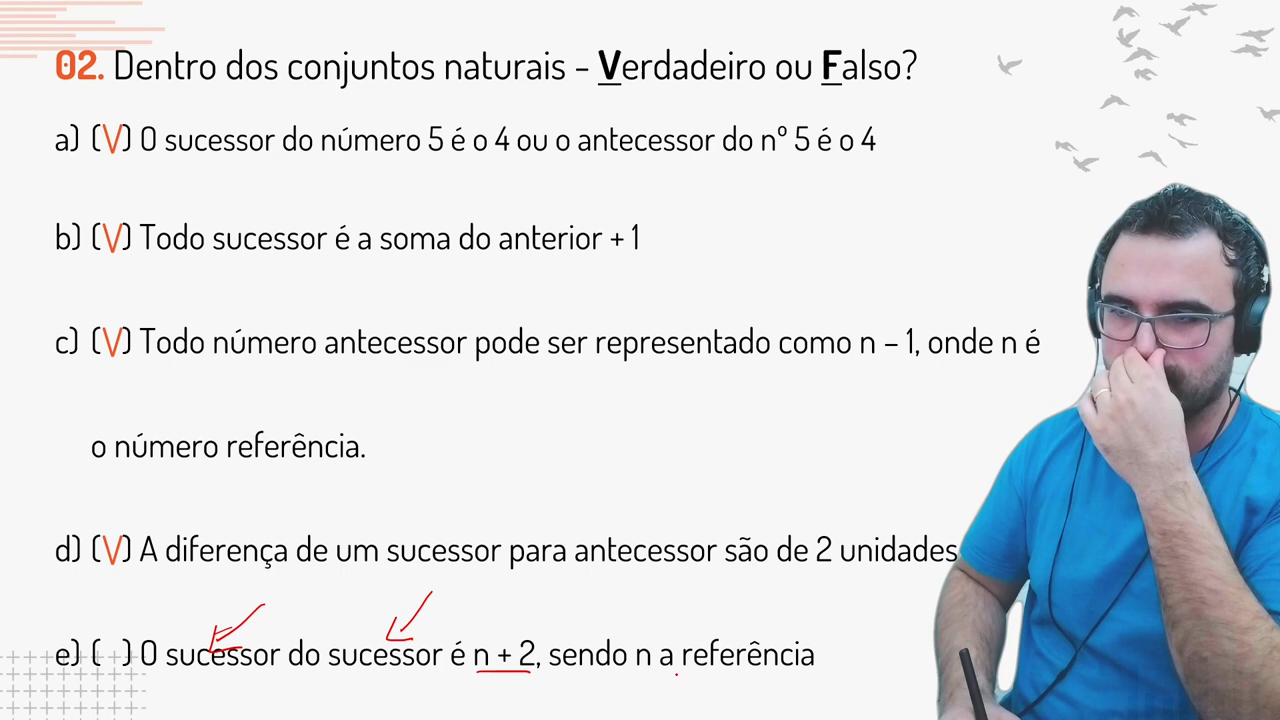 02. Dentro dos conjuntos naturais - Verdadeiro ou Falso?
a) (V) O sucessor do número 5 é o 4 ou o antecessor do nº 5 é o 4
b) (V) Todo sucessor é a soma do anterior + 1
c) (V) Todo número antecessor pode ser representado como n – 1, onde n é
o número referência.
d) (V) A diferença de um sucessor para antecessor são de 2 unidades
e) ( ) O sucessor do sucessor é n + 2, sendo n a referência